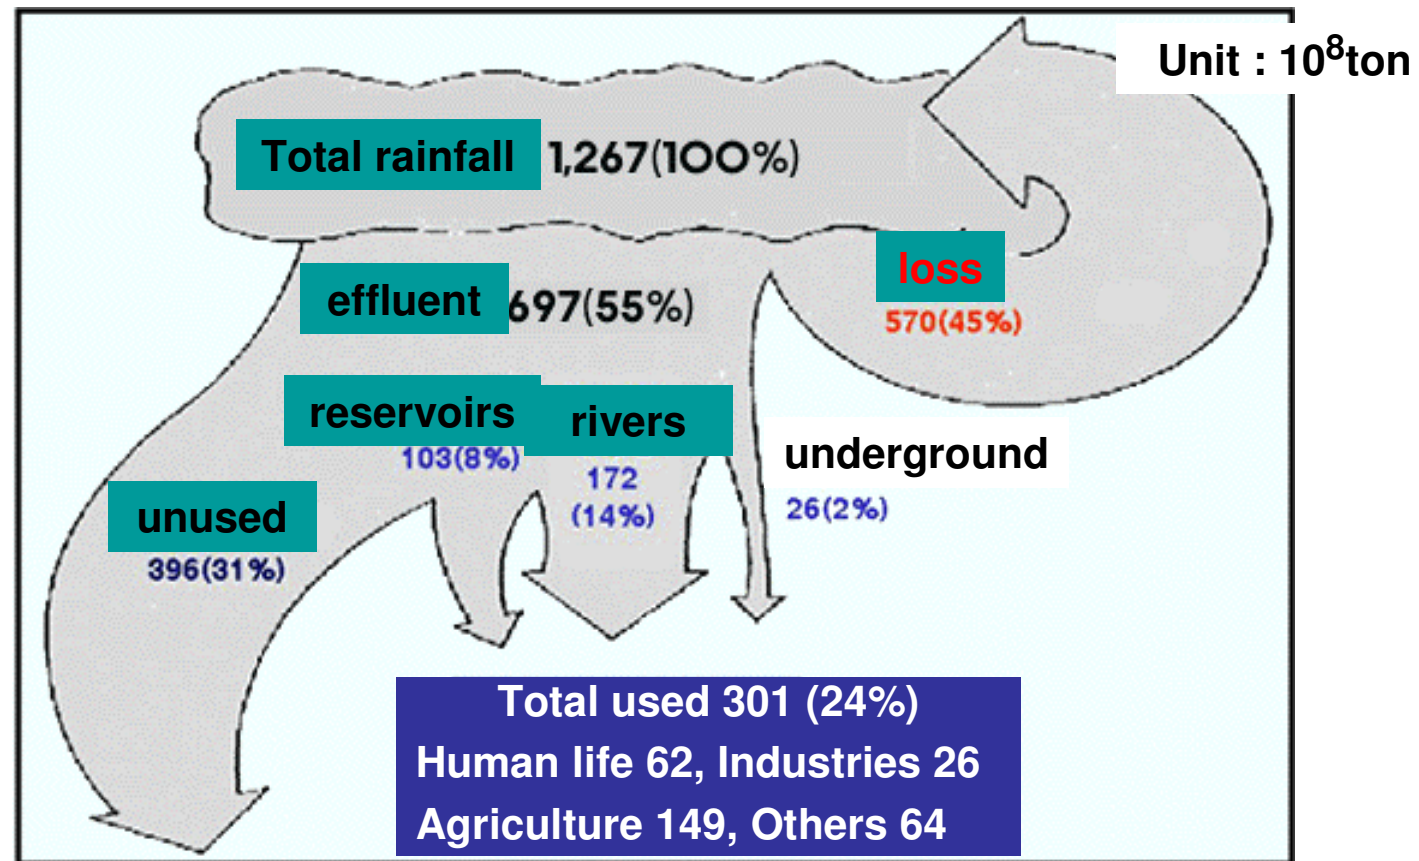 Unit : 10⁸ton
Total rainfall 1,267(100%)
loss
570(45%)
effluent 697(55%)
reservoirs
103(8%)
rivers
172
(14%)
underground
26(2%)
unused
396(31%)
Total used 301 (24%)
Human life 62, Industries 26
Agriculture 149, Others 64